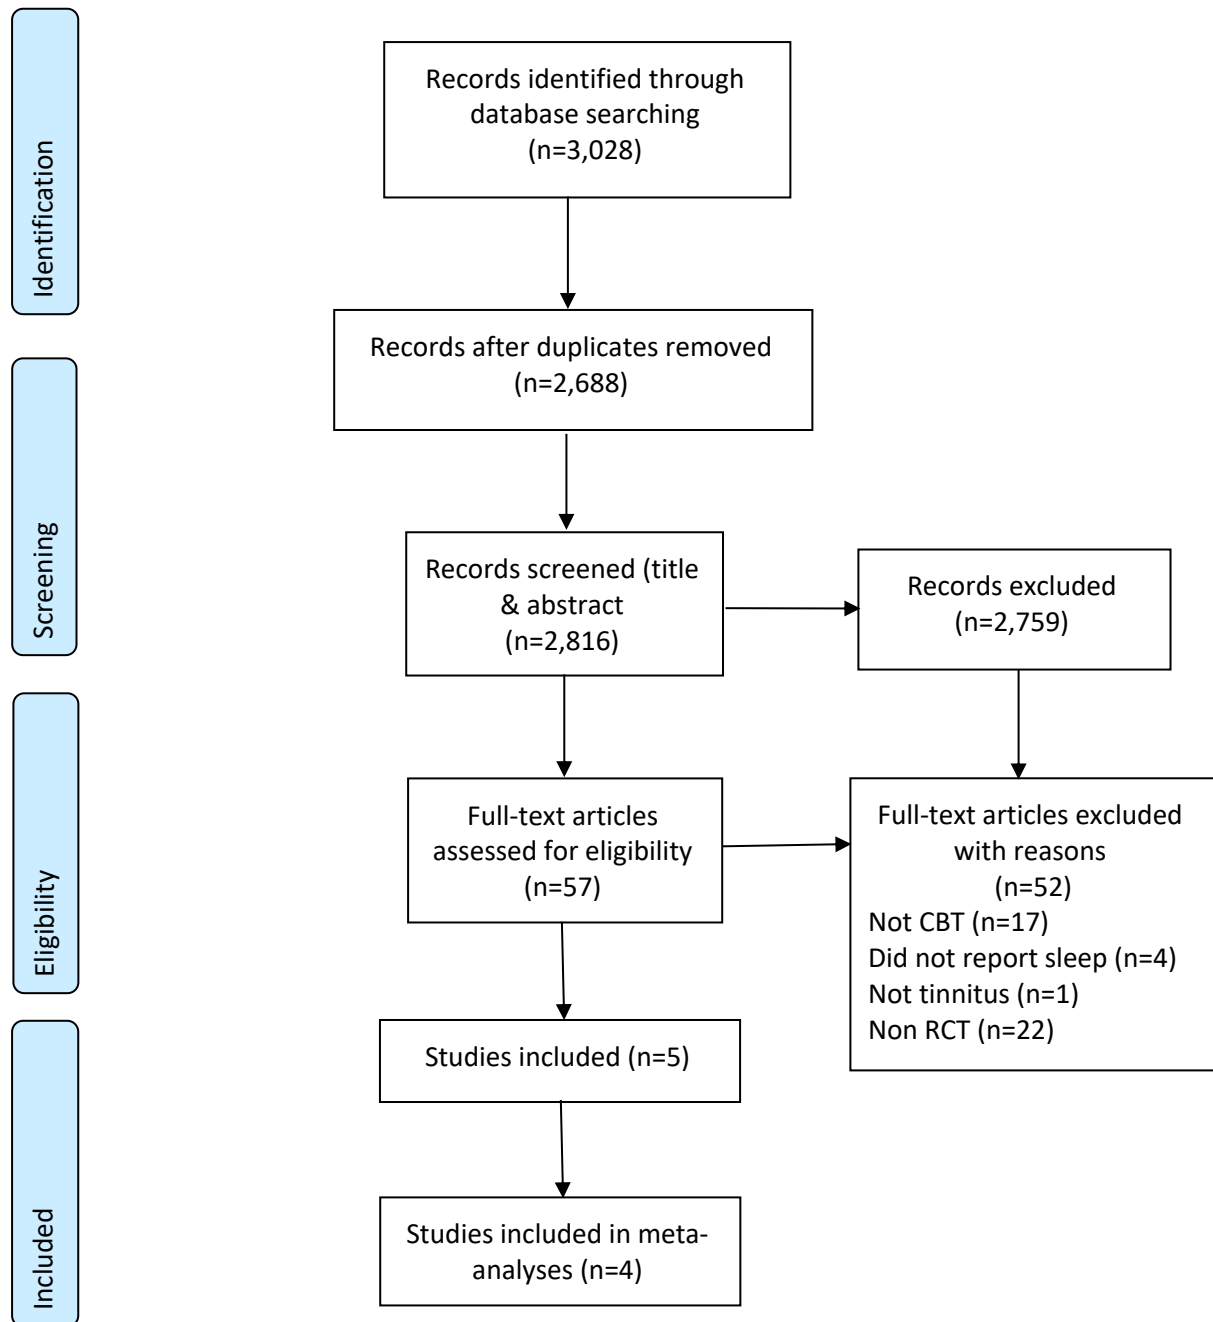 Identification
Records identified through
database searching
(n=3,028)
Records after duplicates removed
(n=2,688)
Screening
Records screened (title
& abstract
(n=2,816)
Records excluded
(n=2,759)
Eligibility
Full-text articles
assessed for eligibility
(n=57)
Full-text articles excluded
with reasons
(n=52)
Not CBT (n=17)
Did not report sleep (n=4)
Not tinnitus (n=1)
Non RCT (n=22)
Included
Studies included (n=5)
Studies included in meta-
analyses (n=4)